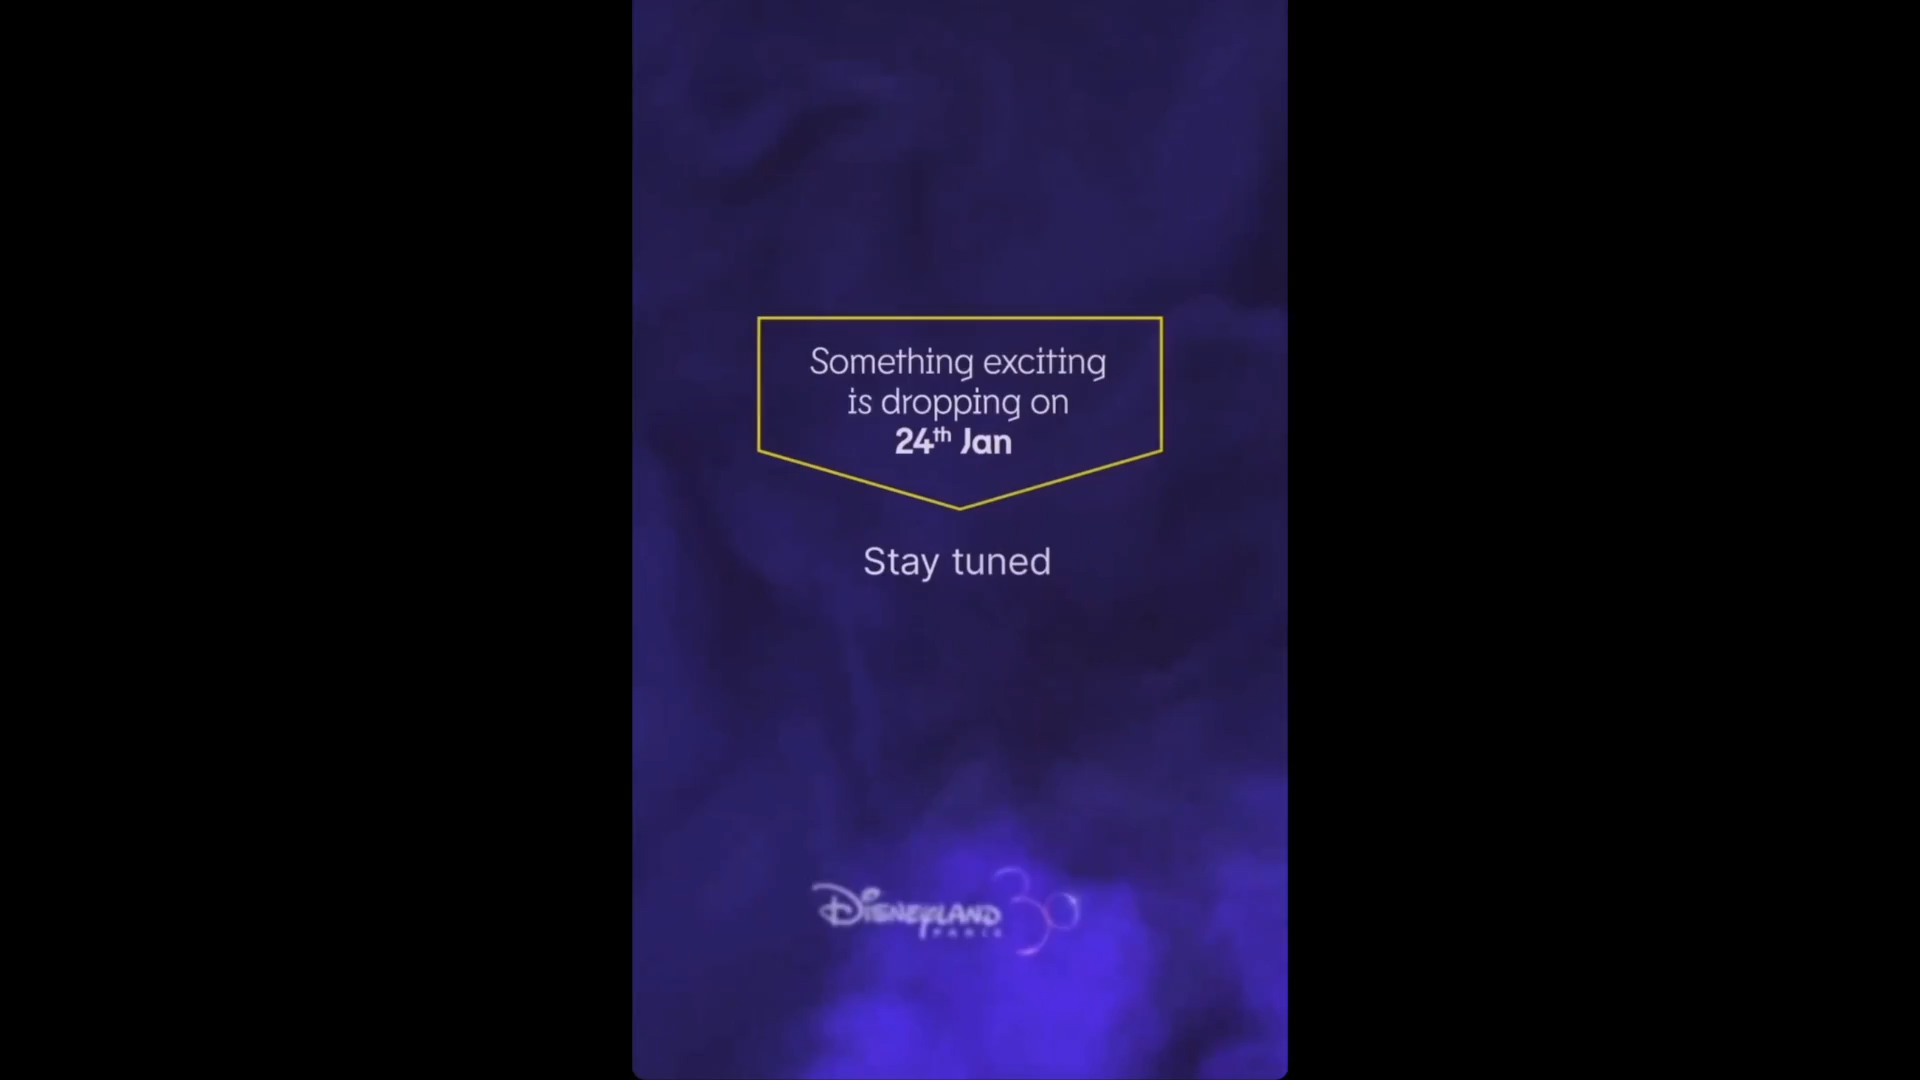 Something exciting
is dropping on
24th Jan
Stay tuned
DISNEYLAND 30
PARIS